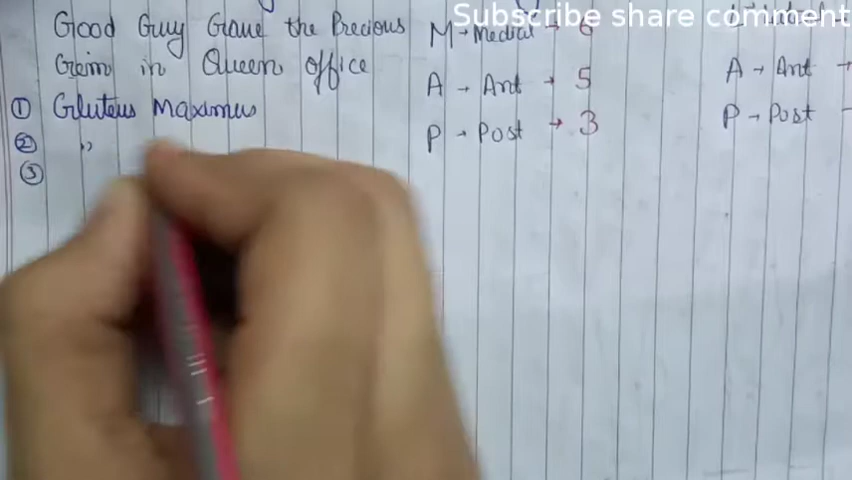 Subscribe share comment
Good Guy Gave the Precious
Gem in Queen office
① Gluteus Maximus
② ,,
③
M → Medial → 6
A → Ant → 5
P → Post → 3
A → Ant →
P → Post →